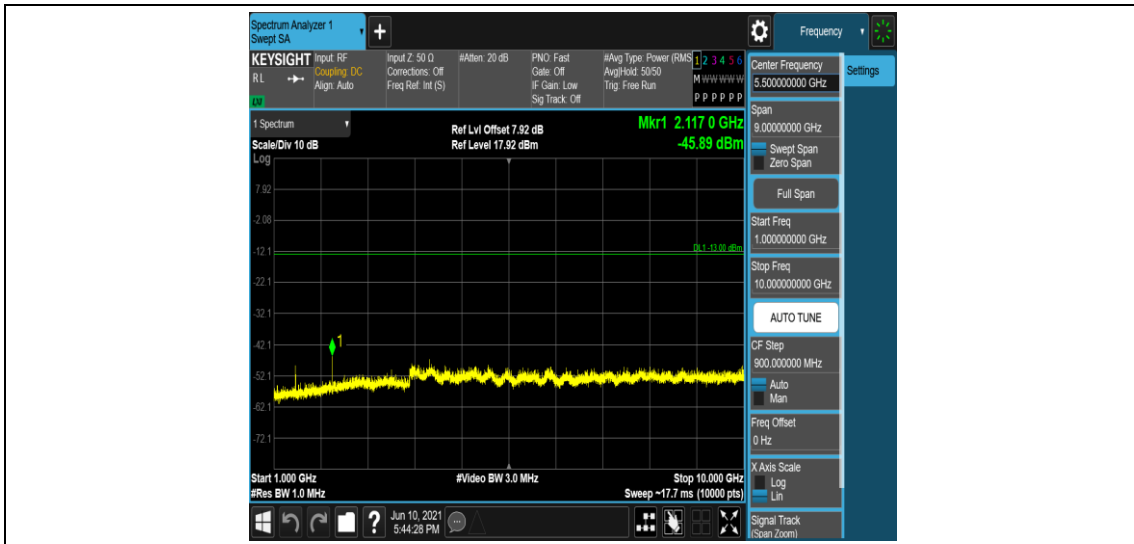 Spectrum Analyzer 1
Swept SA
+
Frequency
KEYSIGHT
R L
LXI
Input: RF
Coupling: DC
Align: Auto
Input Z: 50 Ω
Corrections: Off
Freq Ref: Int (S)
#Atten: 20 dB
PNO: Fast
Gate: Off
IF Gain: Low
Sig Track: Off
#Avg Type: Power (RMS
Avg|Hold: 50/50
Trig: Free Run
1 2 3 4 5 6
M W W W W W
P P P P P P
1 Spectrum
Scale/Div 10 dB
Log
Ref Lvl Offset 7.92 dB
Ref Level 17.92 dBm
Mkr1 2.117 0 GHz
-45.89 dBm
7.92
-2.08
-12.1
DL1 -13.00 dBm
-22.1
-32.1
-42.1
1
-52.1
-62.1
-72.1
Start 1.000 GHz
#Res BW 1.0 MHz
#Video BW 3.0 MHz
Stop 10.000 GHz
Sweep ~17.7 ms (10000 pts)
Center Frequency
5.500000000 GHz
Settings
Span
9.00000000 GHz
Swept Span
Zero Span
Full Span
Start Freq
1.000000000 GHz
Stop Freq
10.000000000 GHz
AUTO TUNE
CF Step
900.000000 MHz
Auto
Man
Freq Offset
0 Hz
X Axis Scale
Log
Lin
Signal Track
(Span Zoom)
?
Jun 10, 2021
5:44:28 PM